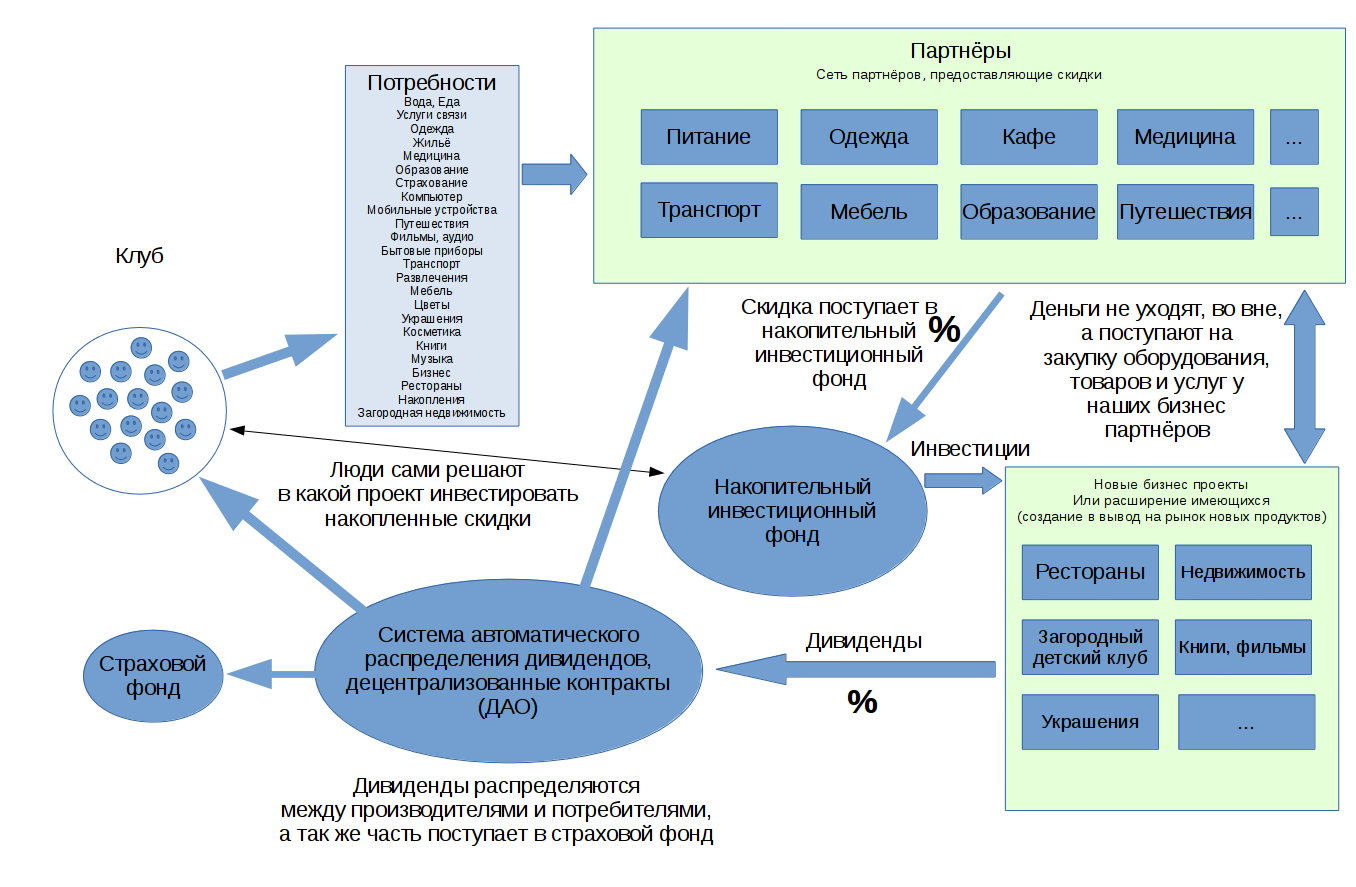 Клуб
Потребности
Вода, Еда
Услуги связи
Одежда
Жильё
Медицина
Образование
Страхование
Компьютер
Мобильные устройства
Путешествия
Фильмы, аудио
Бытовые приборы
Транспорт
Развлечения
Мебель
Цветы
Украшения
Косметика
Книги
Музыка
Бизнес
Рестораны
Накопления
Загородная недвижимость
Партнёры
Сеть партнёров, предоставляющие скидки
Питание
Одежда
Кафе
Медицина
...
Транспорт
Мебель
Образование
Путешествия
...
Скидка поступает в
накопительный
инвестиционный
фонд
%
Деньги не уходят, во вне,
а поступают на
закупку оборудования,
товаров и услуг у
наших бизнес
партнёров
Люди сами решают
в какой проект инвестировать
накопленные скидки
Накопительный
инвестиционный
фонд
Инвестиции
Новые бизнес проекты
Или расширение имеющихся
(создание в вывод на рынок новых продуктов)
Рестораны
Недвижимость
Загородный
детский клуб
Книги, фильмы
Украшения
...
Дивиденды
%
Система автоматического
распределения дивидендов,
децентрализованные контракты
(ДАО)
Страховой
фонд
Дивиденды распределяются
между производителями и потребителями,
а так же часть поступает в страховой фонд